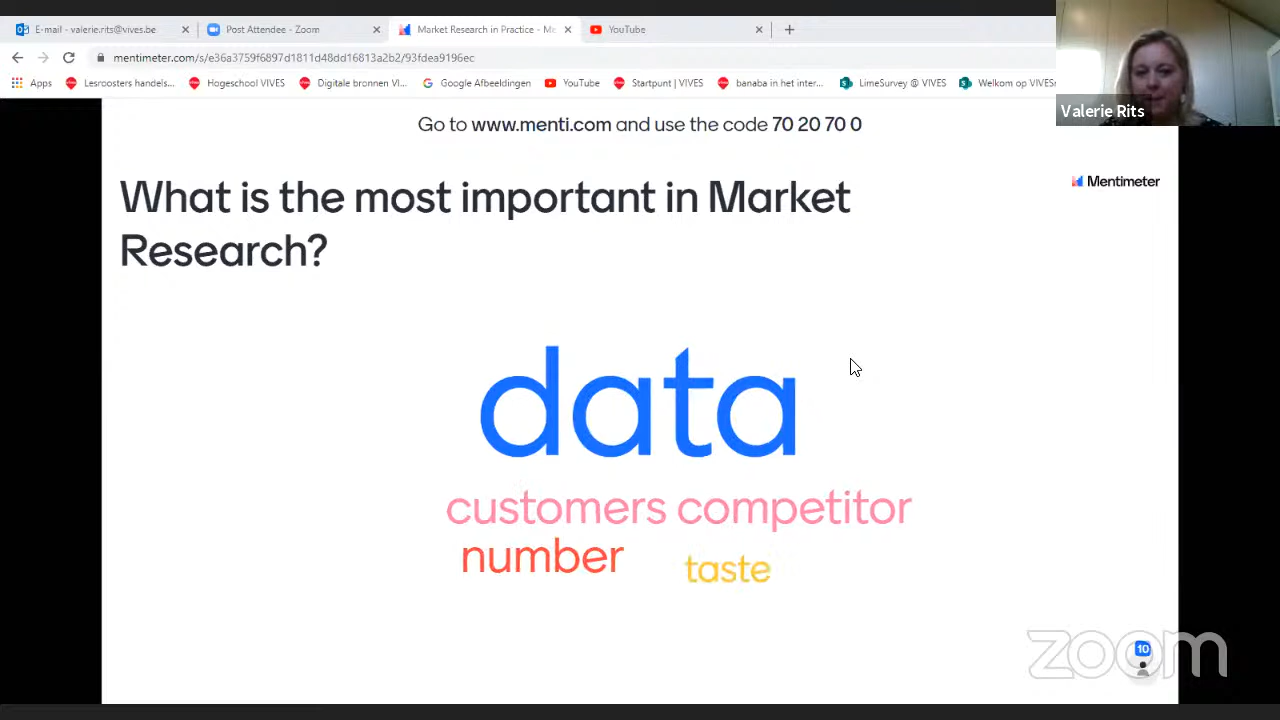 E-mail - valerie.rits@vives.be
Post Attendee - Zoom
Market Research in Practice - Me
YouTube
mentimeter.com/s/e36a3759f6897d1811d48dd16813a2b2/93fdea9196ec
Apps
Lesroosters handels...
Hogeschool VIVES
Digitale bronnen VI...
Google Afbeeldingen
YouTube
Startpunt | VIVES
banaba in het inter...
LimeSurvey @ VIVES
Welkom op VIVES
Valerie Rits
Go to www.menti.com and use the code 70 20 70 0
Mentimeter
What is the most important in Market
Research?
data
customers competitor
number taste
zoom
10